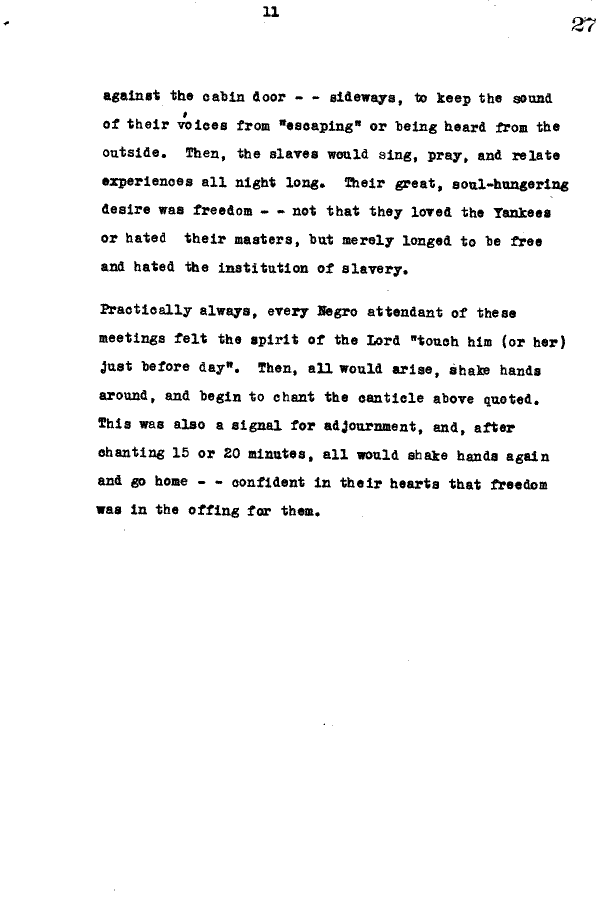 11
27
against the cabin door - - sideways, to keep the sound
of their voices from "escaping" or being heard from the
outside. Then, the slaves would sing, pray, and relate
experiences all night long. Their great, soul-hungering
desire was freedom - - not that they loved the Yankees
or hated their masters, but merely longed to be free
and hated the institution of slavery.
Practically always, every Negro attendant of these
meetings felt the spirit of the Lord "touch him (or her)
just before day". Then, all would arise, shake hands
around, and begin to chant the canticle above quoted.
This was also a signal for adjournment, and, after
chanting 15 or 20 minutes, all would shake hands again
and go home - - confident in their hearts that freedom
was in the offing for them.